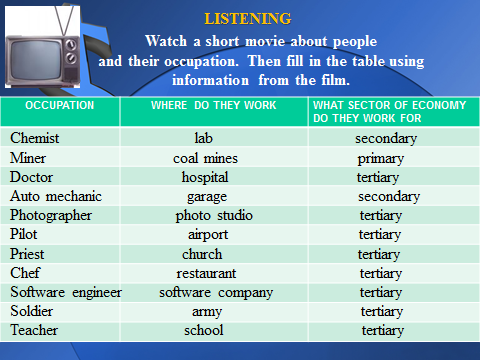 LISTENING
Watch a short movie about people
and their occupation. Then fill in the table using
information from the film.
OCCUPATION WHERE DO THEY WORK WHAT SECTOR OF ECONOMY
DO THEY WORK FOR
Chemist lab secondary
Miner coal mines primary
Doctor hospital tertiary
Auto mechanic garage secondary
Photographer photo studio tertiary
Pilot airport tertiary
Priest church tertiary
Chef restaurant tertiary
Software engineer software company tertiary
Soldier army tertiary
Teacher school tertiary